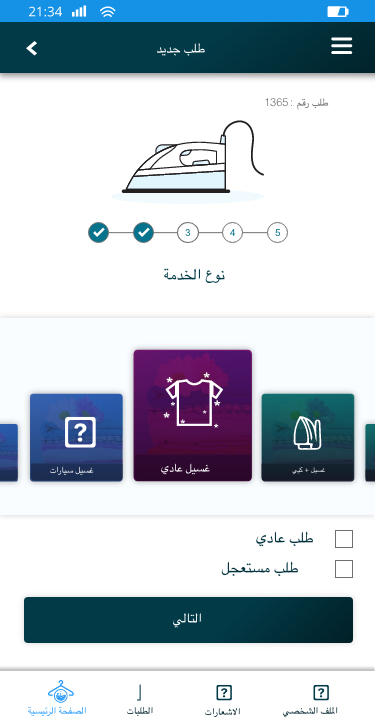 21:34
طلب جديد
طلب رقم : 1365
3 4 5
نوع الخدمة
غسيل سيارات
غسيل عادي
غسيل + كيي
طلب عادي
طلب مستعجل
التالي
الصفحة الرئيسية
الطلبات
الاشعارات
الملف الشخصي